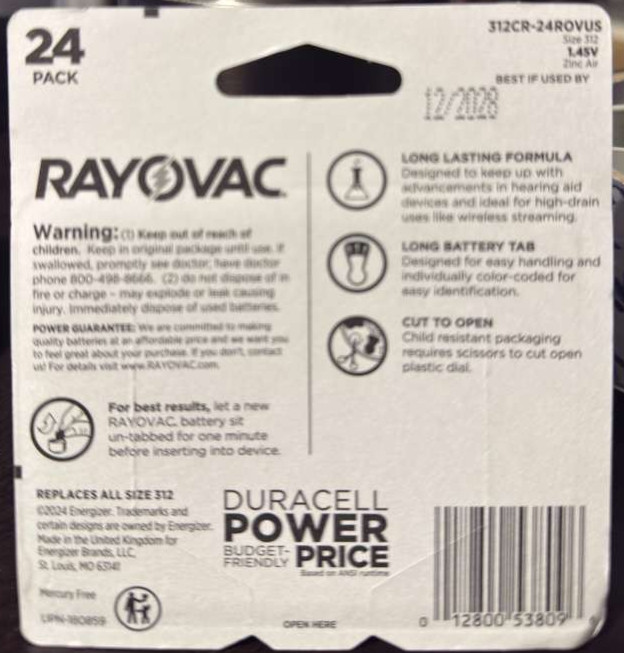 24
PACK
312CR-24ROVUS
Size 312
1.45V
Zinc Air
BEST IF USED BY
12/2028
RAYOVAC
Warning: (1) Keep out of reach of
children. Keep in original package until use. If
swallowed, promptly see doctor; have doctor
phone 800-498-8666. (2) do not dispose of in
fire or charge - may explode or leak causing
injury. Immediately dispose of used batteries.
POWER GUARANTEE: We are committed to making
quality batteries at an affordable price and we want you
to feel great about your purchase. If you don't, contact
us! For details visit www.RAYOVAC.com.
For best results, let a new
RAYOVAC battery sit
un-tabbed for one minute
before inserting into device.
LONG LASTING FORMULA
Designed to keep up with
advancements in hearing aid
devices and ideal for high-drain
uses like wireless streaming.
LONG BATTERY TAB
Designed for easy handling and
individually color-coded for
easy identification.
CUT TO OPEN
Child resistant packaging
requires scissors to cut open
plastic dial.
REPLACES ALL SIZE 312
©2024 Energizer. Trademarks and
certain designs are owned by Energizer.
Made in the United Kingdom for
Energizer Brands, LLC,
St. Louis, MO 63141
Mercury Free
UPN-180859
DURACELL
POWER
BUDGET-
FRIENDLY PRICE
Based on ANSI runtime
OPEN HERE
0 12800 53809 1